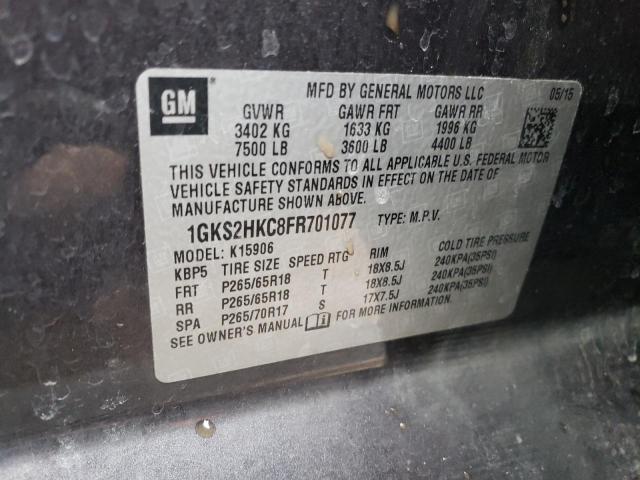 GM
MFD BY GENERAL MOTORS LLC 05/15
GVWR GAWR FRT GAWR RR
3402 KG 1633 KG 1996 KG
7500 LB 3600 LB 4400 LB
THIS VEHICLE CONFORMS TO ALL APPLICABLE U.S. FEDERAL MOTOR
VEHICLE SAFETY STANDARDS IN EFFECT ON THE DATE OF
MANUFACTURE SHOWN ABOVE.
1GKS2HKC8FR701077 TYPE: M.P.V.
MODEL: K15906
KBP5 TIRE SIZE SPEED RTG RIM COLD TIRE PRESSURE
FRT P265/65R18 T 18X8.5J 240KPA(35PSI)
RR P265/65R18 T 18X8.5J 240KPA(35PSI)
SPA P265/70R17 S 17X7.5J 240KPA(35PSI)
SEE OWNER'S MANUAL FOR MORE INFORMATION.